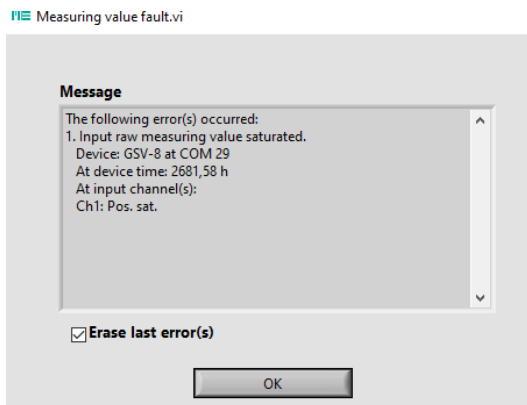 ME Measuring value fault.vi
Message
The following error(s) occurred:
1. Input raw measuring value saturated.
Device: GSV-8 at COM 29
At device time: 2681,58 h
At input channel(s):
Ch1: Pos. sat.
Erase last error(s)
OK